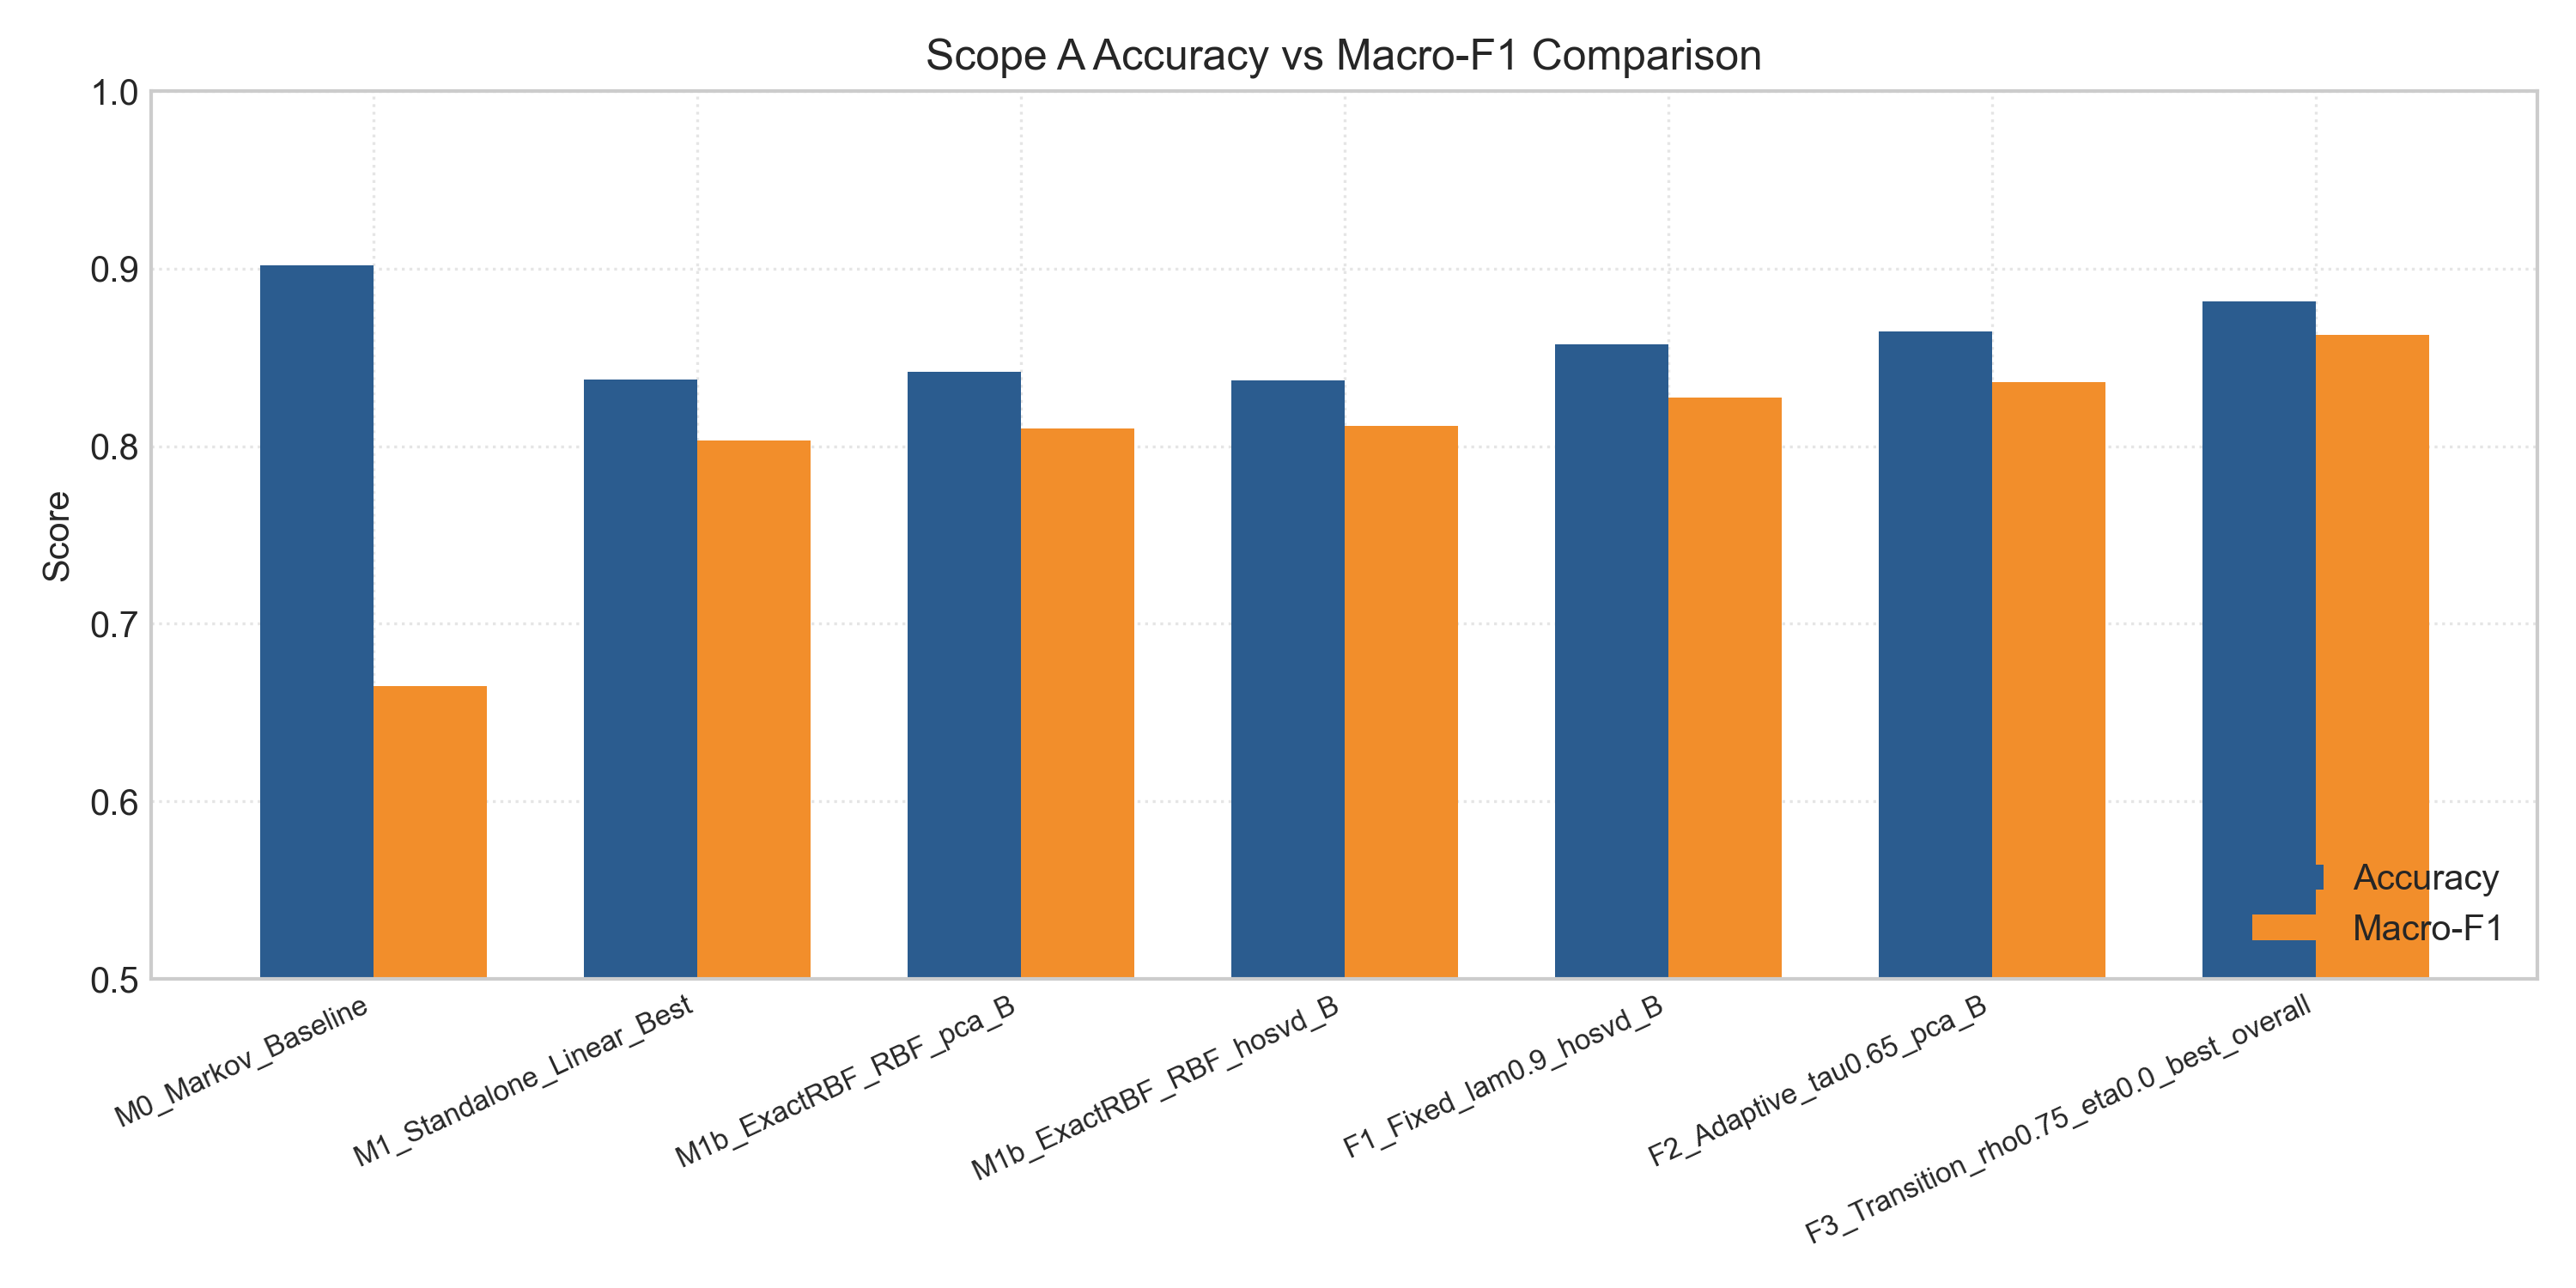 Scope A Accuracy vs Macro-F1 Comparison
1.0
0.9
0.8
0.7
0.6
0.5
Score
Accuracy
Macro-F1
M0_Markov_Baseline
M1_Standalone_Linear_Best
M1b_ExactRBF_RBF_pca_B
M1b_ExactRBF_RBF_hosvd_B
F1_Fixed_lam0.9_hosvd_B
F2_Adaptive_tau0.65_pca_B
F3_Transition_rho0.75_eta0.0_best_overall